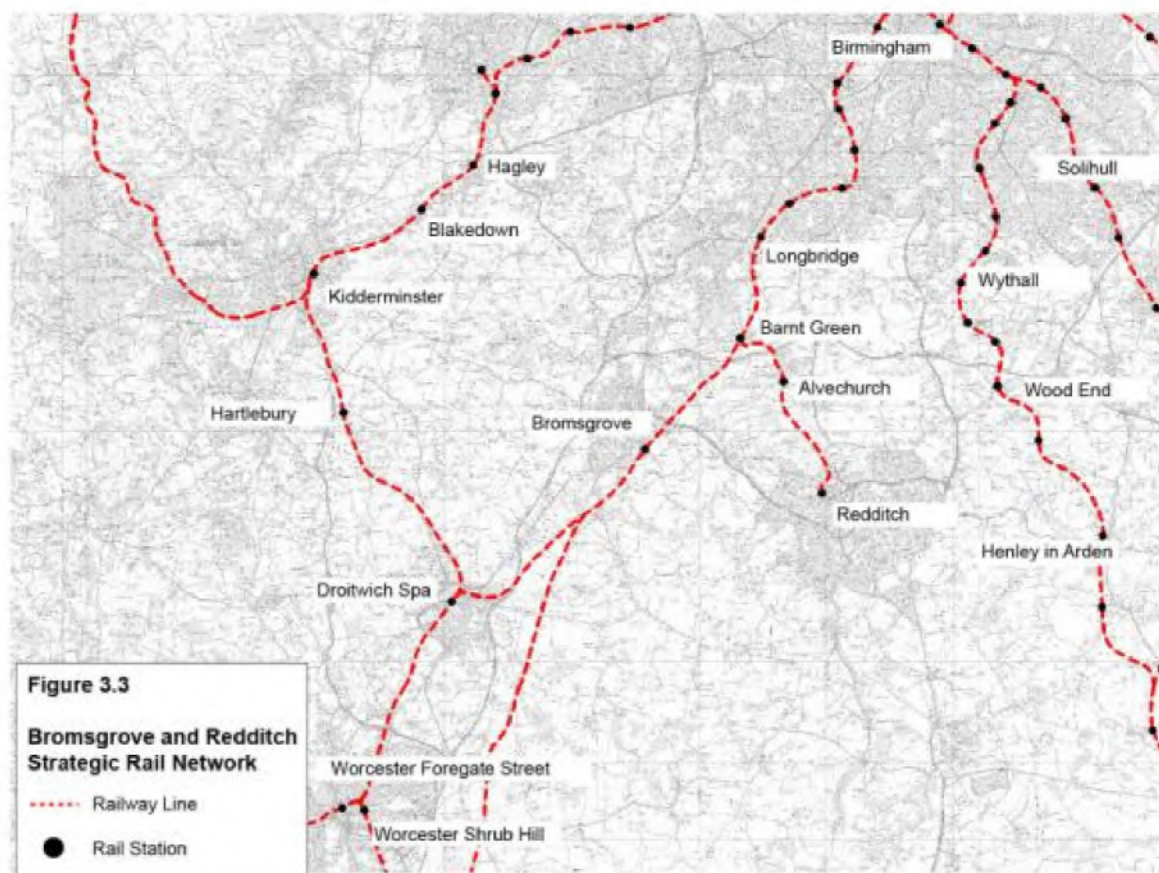 Birmingham
Hagley
Solihull
Blakedown
Longbridge
Wythall
Kidderminster
Barnt Green
Alvechurch
Wood End
Hartlebury
Bromsgrove
Redditch
Henley in Arden
Droitwich Spa
Worcester Foregate Street
Worcester Shrub Hill
Figure 3.3
Bromsgrove and Redditch
Strategic Rail Network
Railway Line
Rail Station